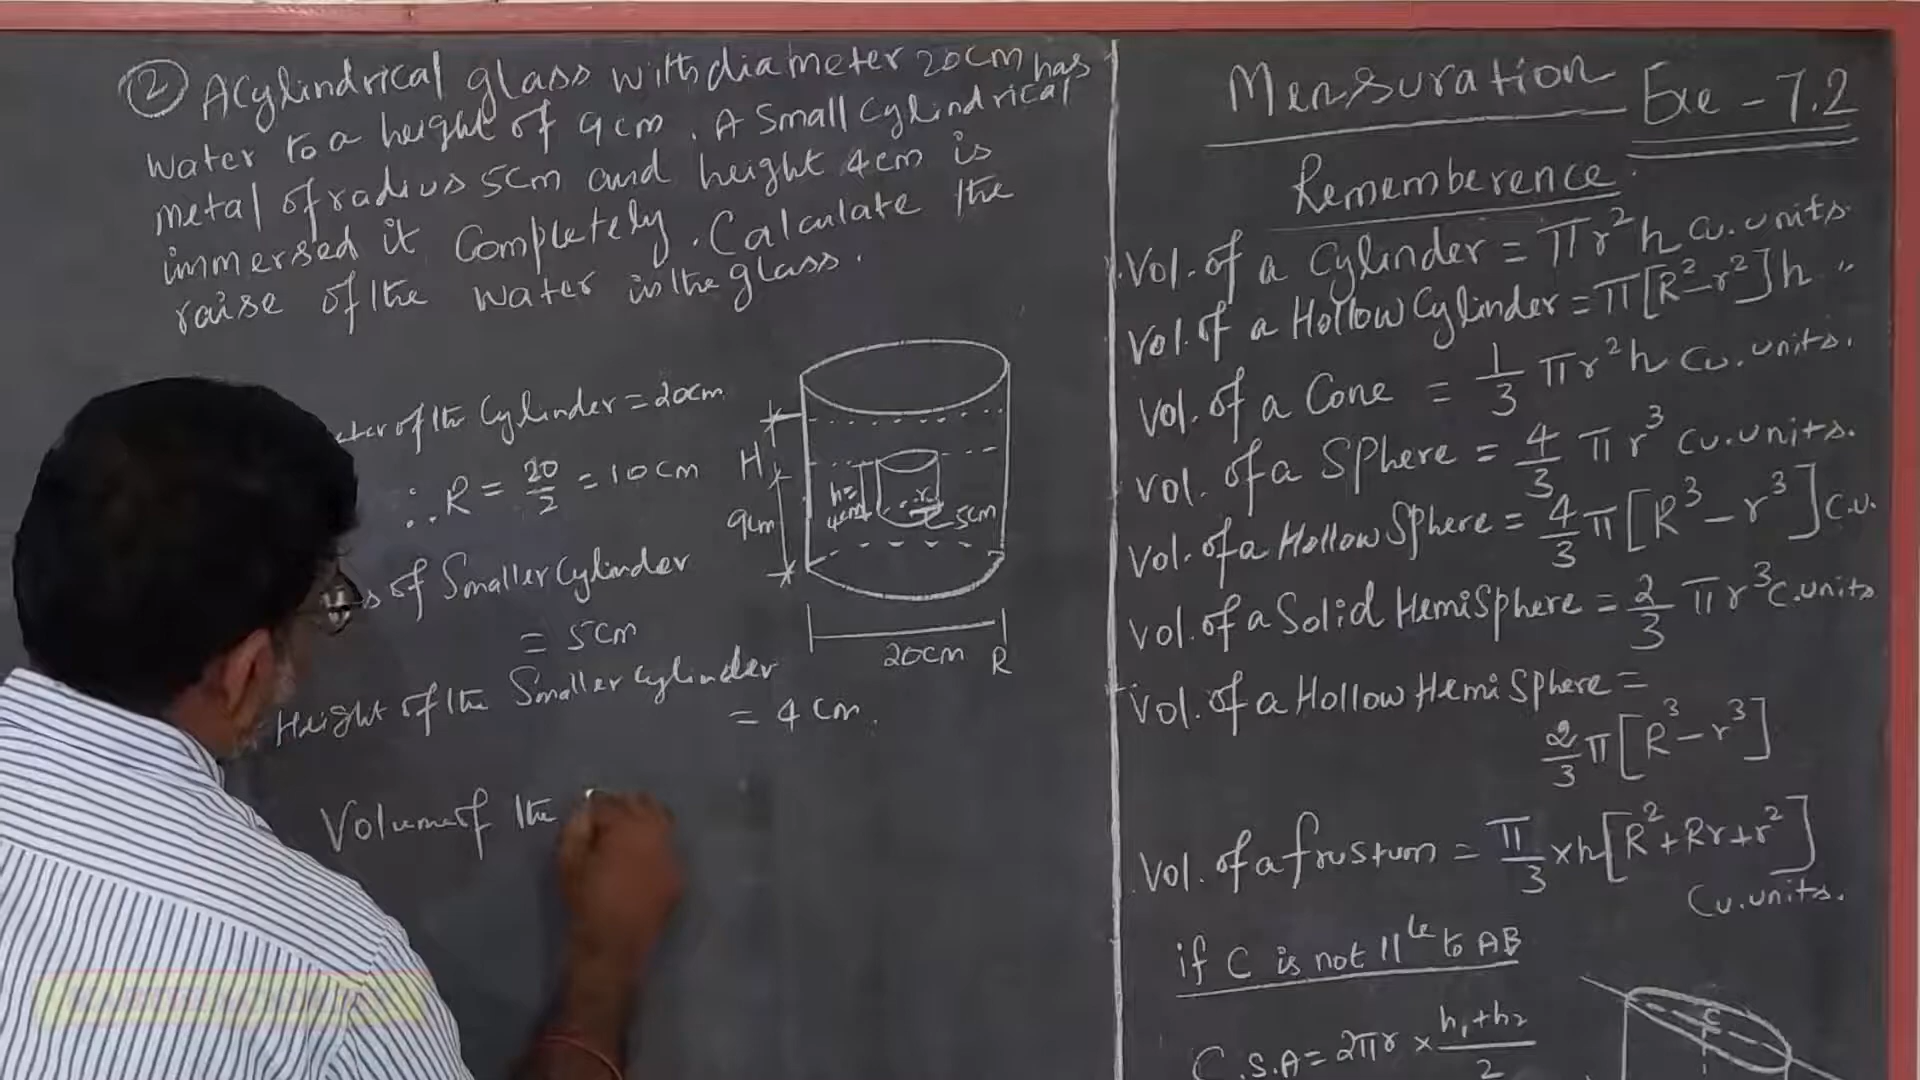 ② A Cylindrical glass with diameter 20cm has
water to a height of 9cm. A Small Cylindrical
metal of radius 5cm and height 4cm is
immersed it Completely. Calculate the
raise of the water in the glass.
eter of the Cylinder = 20cm
∴ R = 20/2 = 10cm
s of Smaller Cylinder
= 5cm
Height of the Smaller cylinder
= 4cm.
Volume of the
H
9cm
h=
4cm
r
5cm
20cm R
Mensuration Exe - 7.2
Rememberence
Vol. of a Cylinder = πr²h cu.units
Vol. of a Hollow Cylinder = π[R²-r²]h "
Vol. of a Cone = 1/3 πr²h cu.units.
Vol. of a Sphere = 4/3 πr³ cu.units.
Vol. of a Hollow Sphere = 4/3 π[R³-r³] c.u.
Vol. of a Solid HemiSphere = 2/3 πr³ c.units
Vol. of a Hollow HemiSphere =
2/3 π[R³-r³]
Vol. of a frustum = π/3 xh[R²+Rr+r²]
Cu.units.
if C is not 11le to AB
C.S.A = 2πr × h₁+h₂/2
C